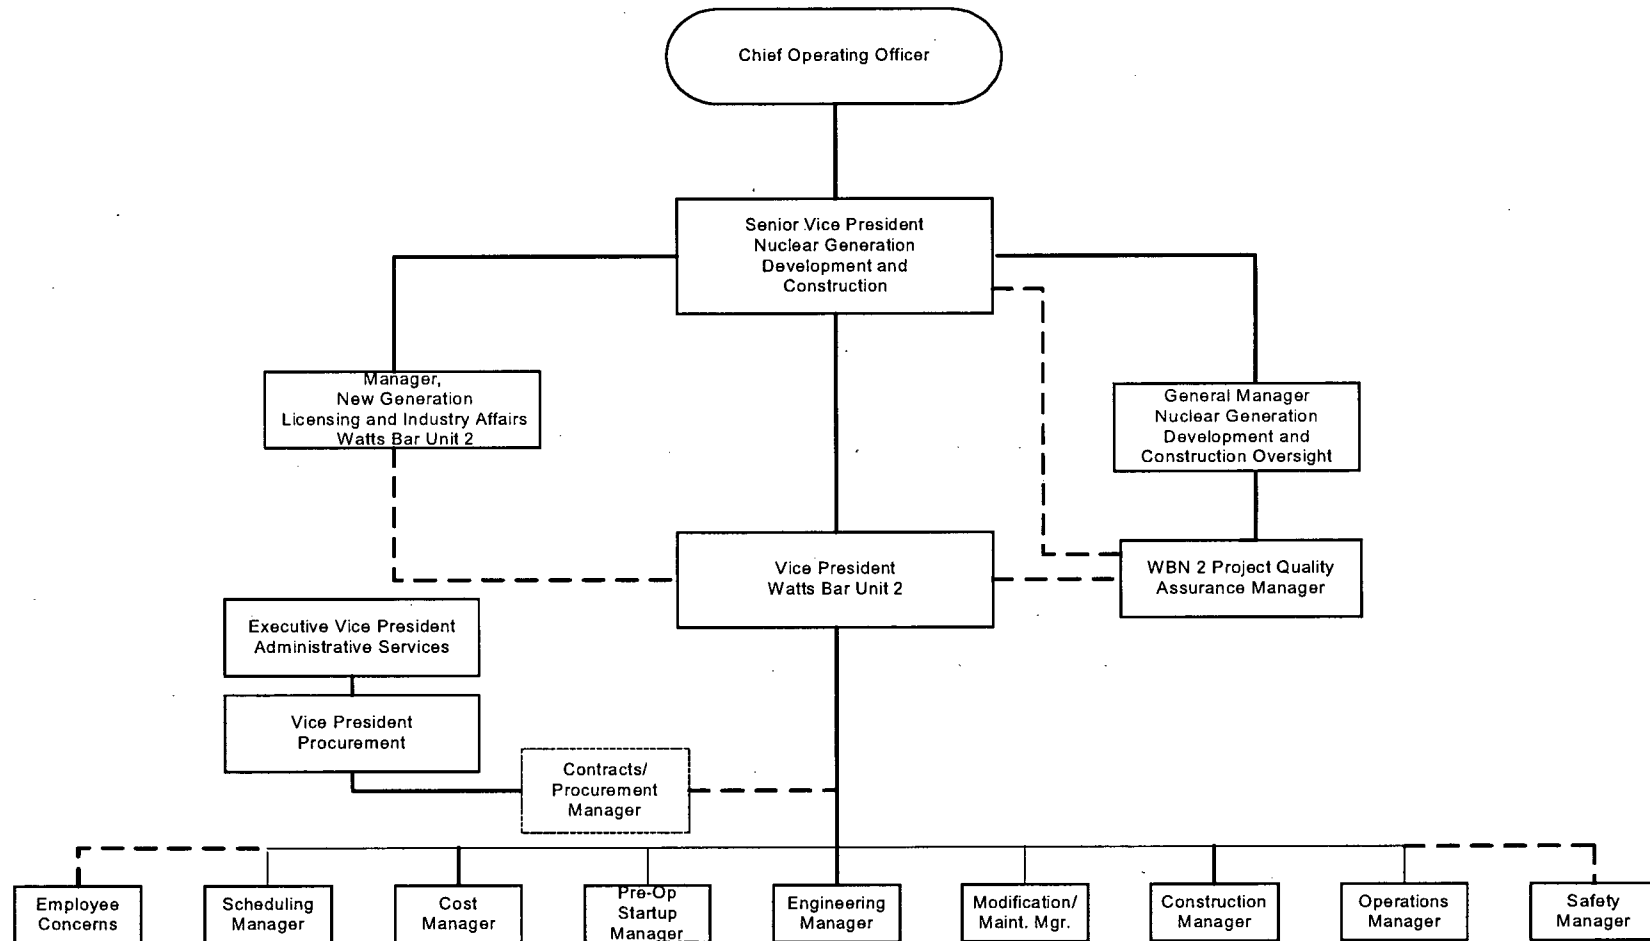 Chief Operating Officer
Senior Vice President
Nuclear Generation
Development and
Construction
Manager,
New Generation
Licensing and Industry Affairs
Watts Bar Unit 2
General Manager
Nuclear Generation
Development and
Construction Oversight
Vice President
Watts Bar Unit 2
WBN 2 Project Quality
Assurance Manager
Executive Vice President
Administrative Services
Vice President
Procurement
Contracts/
Procurement
Manager
Employee
Concerns
Scheduling
Manager
Cost
Manager
Pre-Op
Startup
Manager
Engineering
Manager
Modification/
Maint. Mgr.
Construction
Manager
Operations
Manager
Safety
Manager